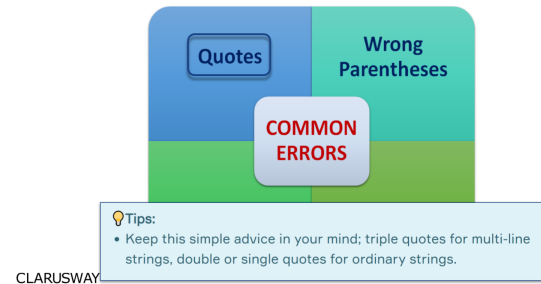 Quotes
Wrong
Parentheses
COMMON
ERRORS
Tips:
• Keep this simple advice in your mind; triple quotes for multi-line
strings, double or single quotes for ordinary strings.
CLARUSWAY